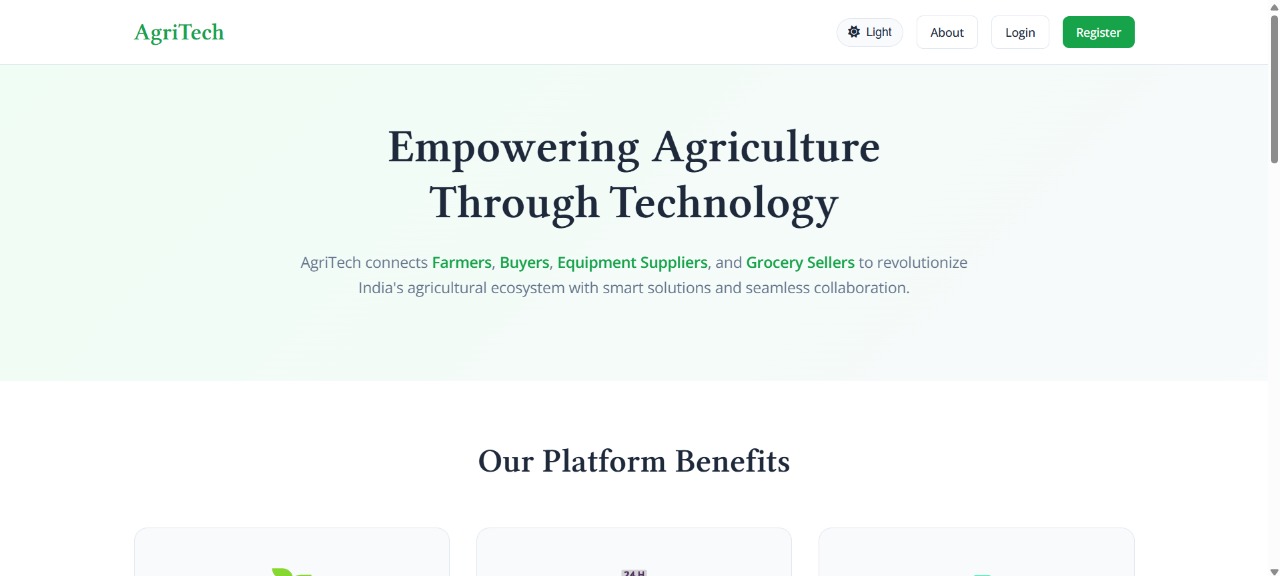 AgriTech
Light
About
Login
Register
Empowering Agriculture
Through Technology
AgriTech connects Farmers, Buyers, Equipment Suppliers, and Grocery Sellers to revolutionize
India's agricultural ecosystem with smart solutions and seamless collaboration.
Our Platform Benefits
24 H